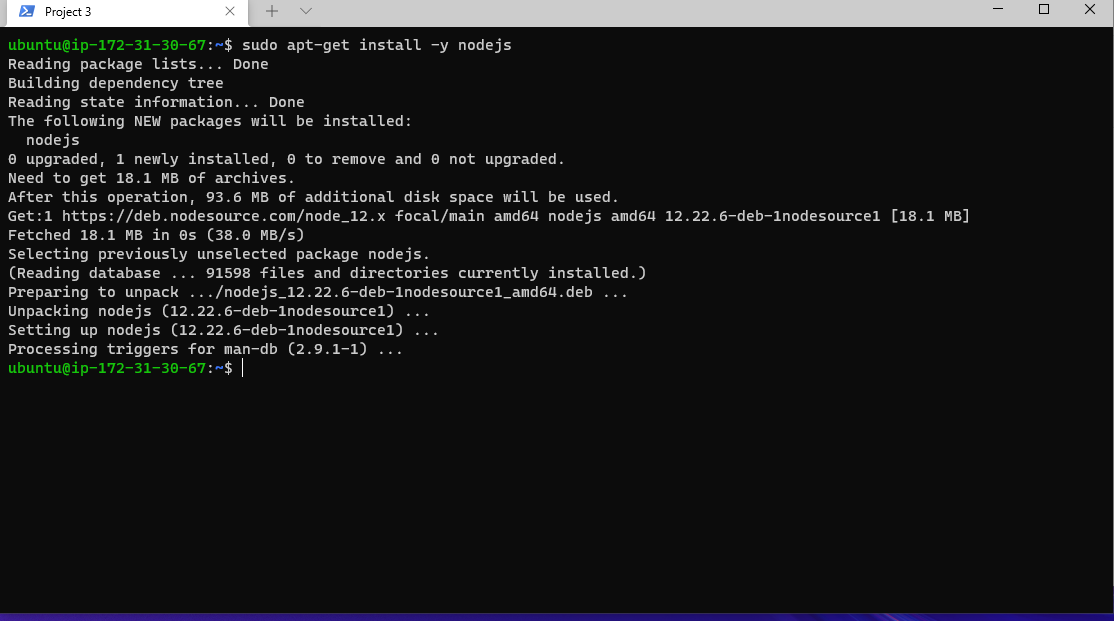 Project 3
ubuntu@ip-172-31-30-67:~$ sudo apt-get install -y nodejs
Reading package lists... Done
Building dependency tree
Reading state information... Done
The following NEW packages will be installed:
  nodejs
0 upgraded, 1 newly installed, 0 to remove and 0 not upgraded.
Need to get 18.1 MB of archives.
After this operation, 93.6 MB of additional disk space will be used.
Get:1 https://deb.nodesource.com/node_12.x focal/main amd64 nodejs amd64 12.22.6-deb-1nodesource1 [18.1 MB]
Fetched 18.1 MB in 0s (38.0 MB/s)
Selecting previously unselected package nodejs.
(Reading database ... 91598 files and directories currently installed.)
Preparing to unpack .../nodejs_12.22.6-deb-1nodesource1_amd64.deb ...
Unpacking nodejs (12.22.6-deb-1nodesource1) ...
Setting up nodejs (12.22.6-deb-1nodesource1) ...
Processing triggers for man-db (2.9.1-1) ...
ubuntu@ip-172-31-30-67:~$